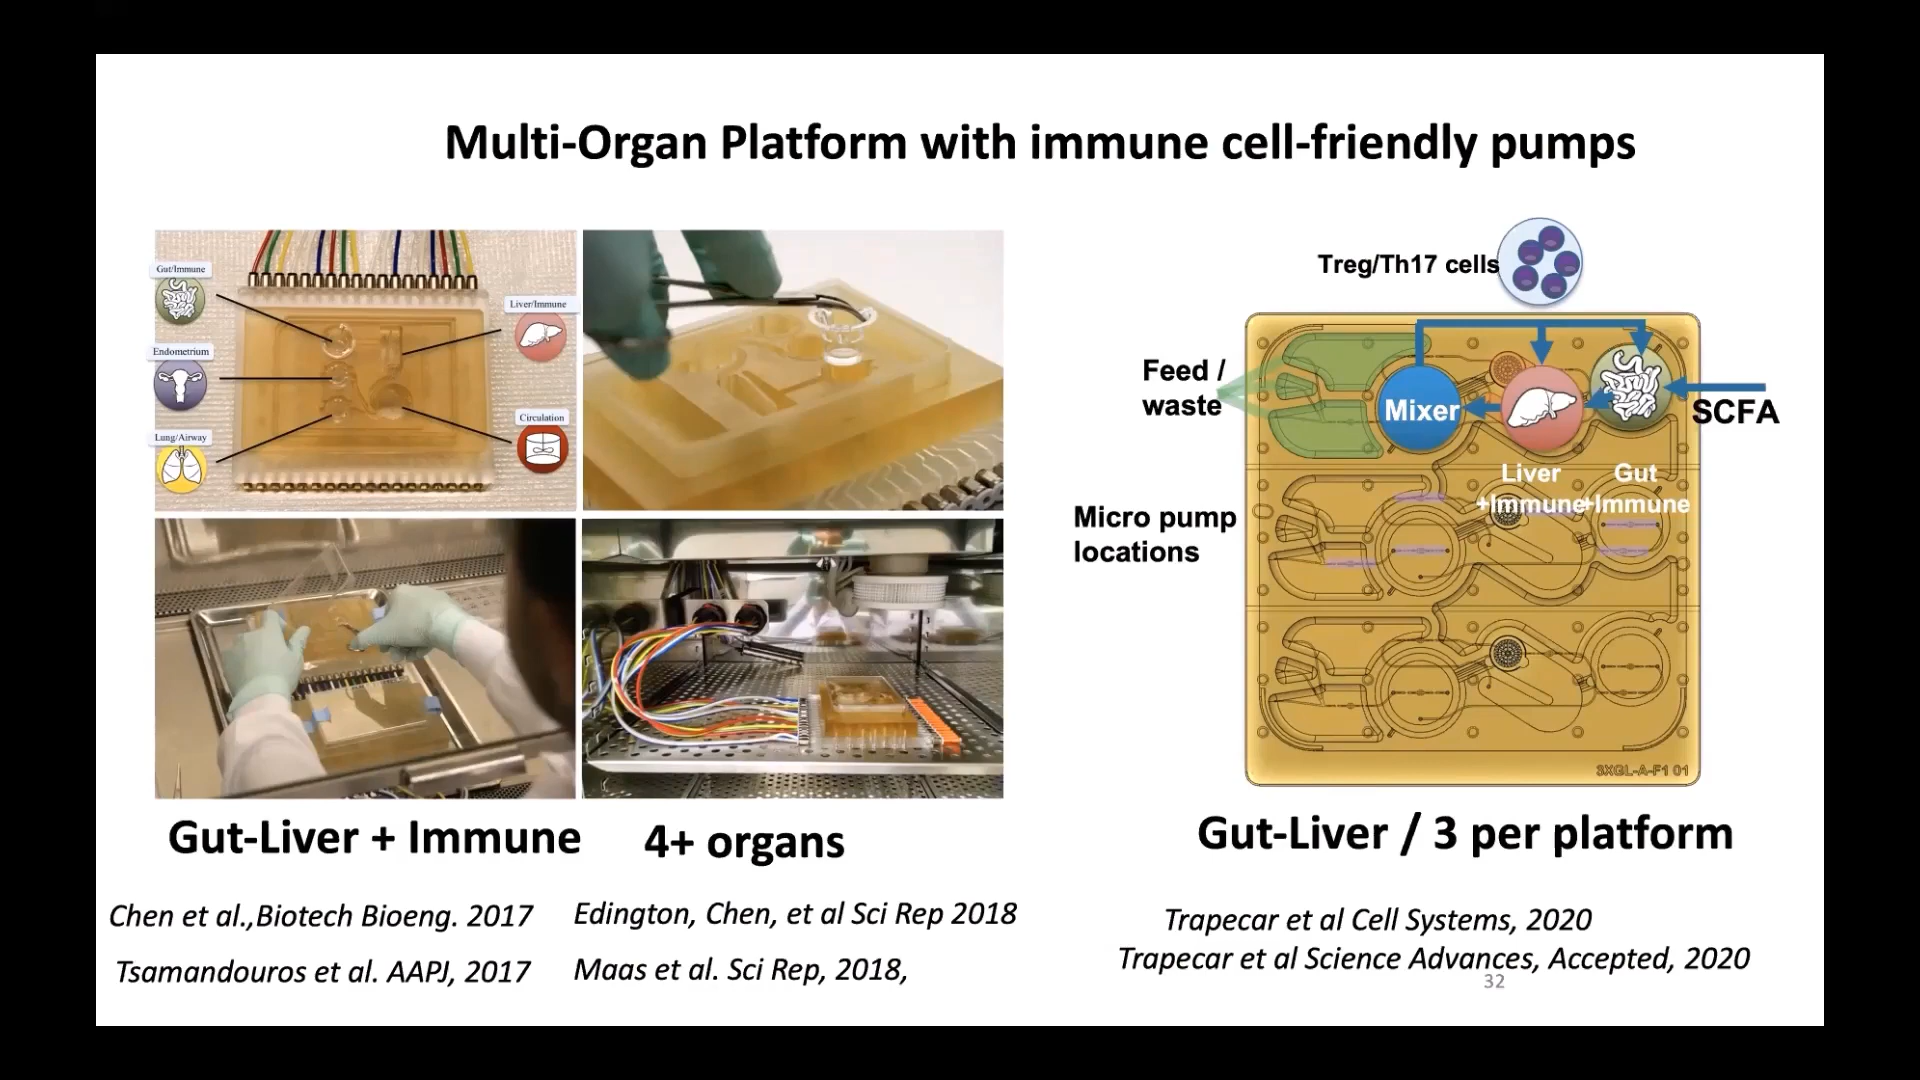 Multi-Organ Platform with immune cell-friendly pumps
Gut/Immune
Endometrium
Lung/Airway
Liver/Immune
Circulation
Treg/Th17 cells
Feed /
waste
Mixer
SCFA
Liver
+Immune
Gut
+Immune
Micro pump
locations
3XGL-A-F1 01
Gut-Liver + Immune
4+ organs
Gut-Liver / 3 per platform
Chen et al.,Biotech Bioeng. 2017
Tsamandouros et al. AAPJ, 2017
Edington, Chen, et al Sci Rep 2018
Maas et al. Sci Rep, 2018,
Trapecar et al Cell Systems, 2020
Trapecar et al Science Advances, Accepted, 2020
32